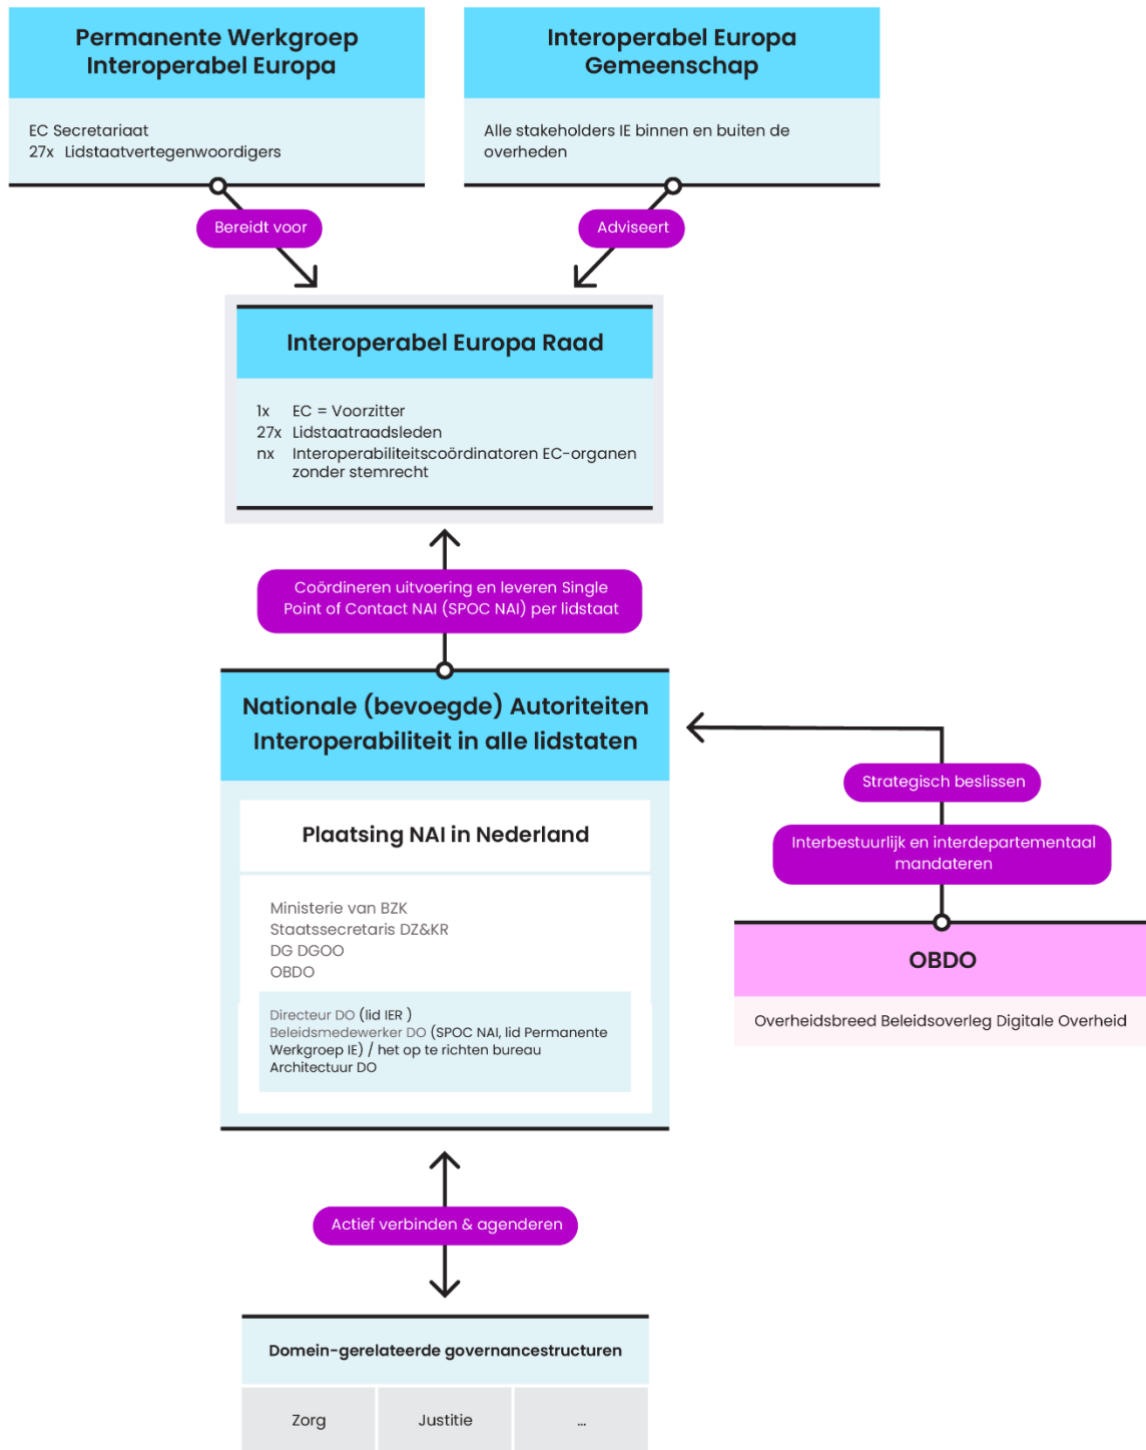 Permanente Werkgroep
Interoperabel Europa
EC Secretariaat
27x Lidstaatvertegenwoordigers
Interoperabel Europa
Gemeenschap
Alle stakeholders IE binnen en buiten de
overheden
Bereidt voor
Adviseert
Interoperabel Europa Raad
1x EC = Voorzitter
27x Lidstaatraadsleden
nx Interoperabiliteitscoördinatoren EC-organen
zonder stemrecht
Coördineren uitvoering en leveren Single
Point of Contact NAI (SPOC NAI) per lidstaat
Nationale (bevoegde) Autoriteiten
Interoperabiliteit in alle lidstaten
Plaatsing NAI in Nederland
Ministerie van BZK
Staatssecretaris DZ&KR
DG DGOO
OBDO
Directeur DO (lid IER )
Beleidsmedewerker DO (SPOC NAI, lid Permanente
Werkgroep IE) / het op te richten bureau
Architectuur DO
Strategisch beslissen
Interbestuurlijk en interdepartementaal
mandateren
OBDO
Overheidsbreed Beleidsoverleg Digitale Overheid
Actief verbinden & agenderen
Domein-gerelateerde governancestructuren
Zorg
Justitie
...